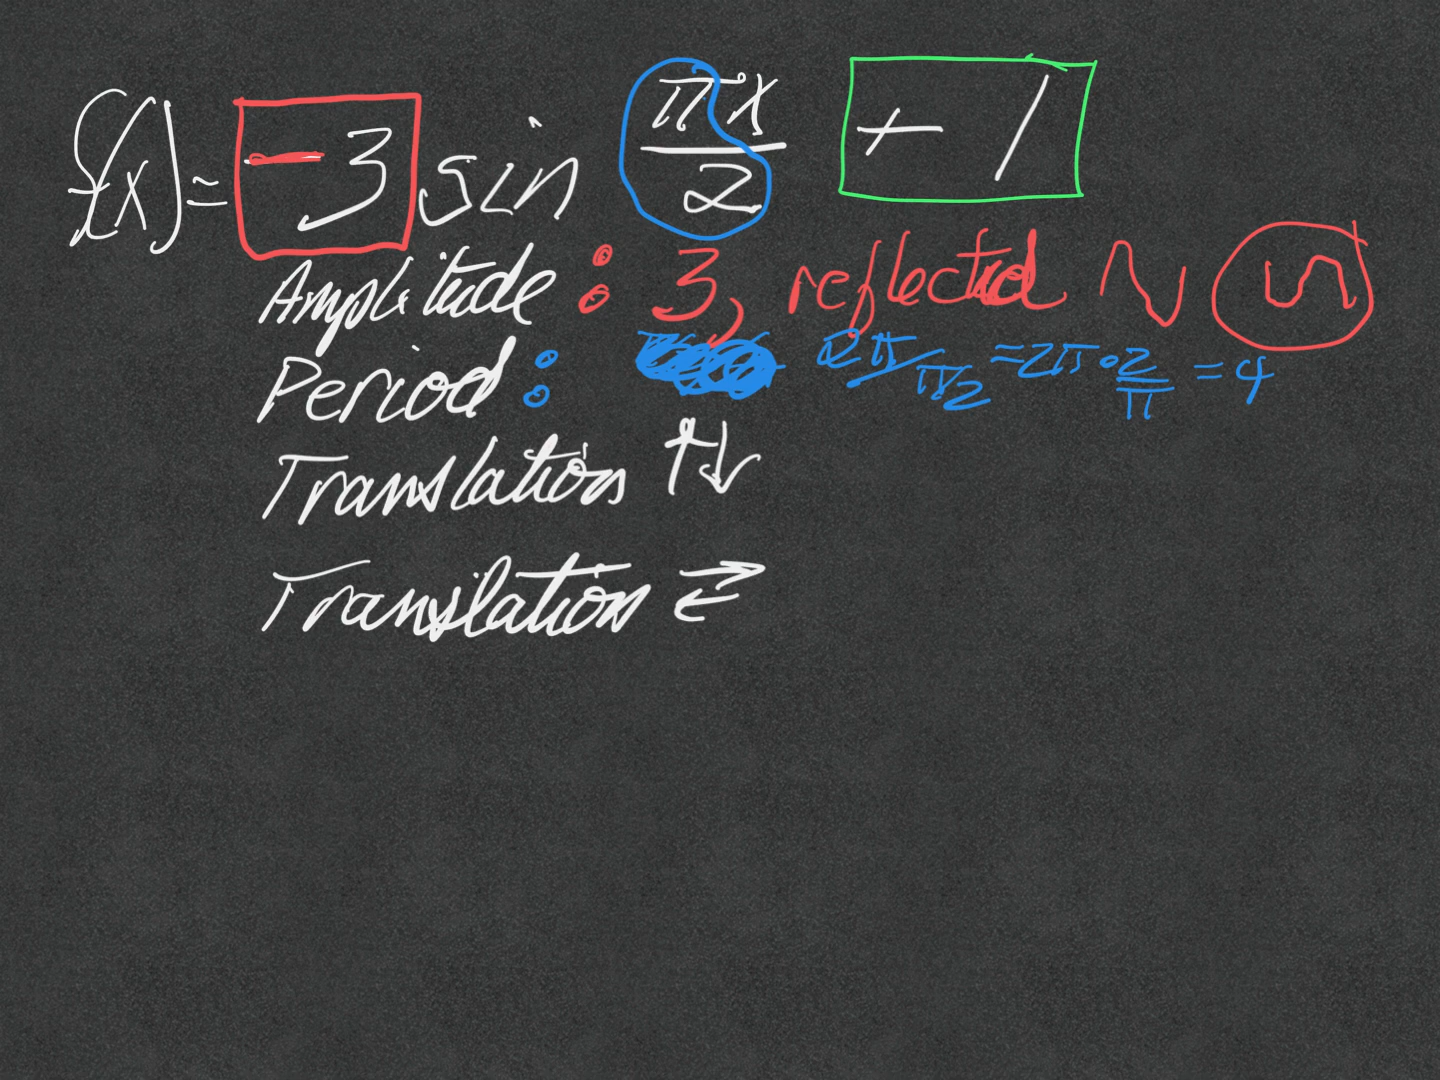 f(x) = -3 sin πx/2 + 1
Amplitude: 3, reflected
Period: 2π/π/2 = 2π • 2/π = 4
Translation ↑↓
Translation ⇄